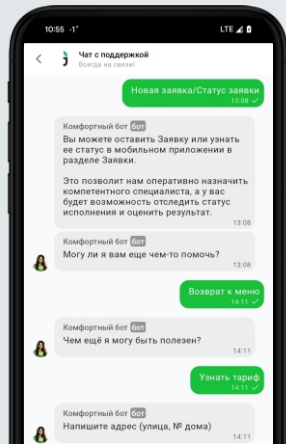 10:55 -1°
LTE
Чат с поддержкой
Всегда на связи!
Новая заявка/Статус заявки
13:08
Комфортный бот бот
Вы можете оставить Заявку или узнать
ее статус в мобильном приложении в
разделе Заявки.
Это позволит нам оперативно назначить
компетентного специалиста, а у вас
будет возможность отследить статус
исполнения и оценить результат.
13:08
Комфортный бот бот
Могу ли я вам еще чем-то помочь?
13:08
Возврат к меню
14:11
Комфортный бот бот
Чем ещё я могу быть полезен?
14:11
Узнать тариф
14:11
Комфортный бот бот
Напишите адрес (улица, № дома)
14:11